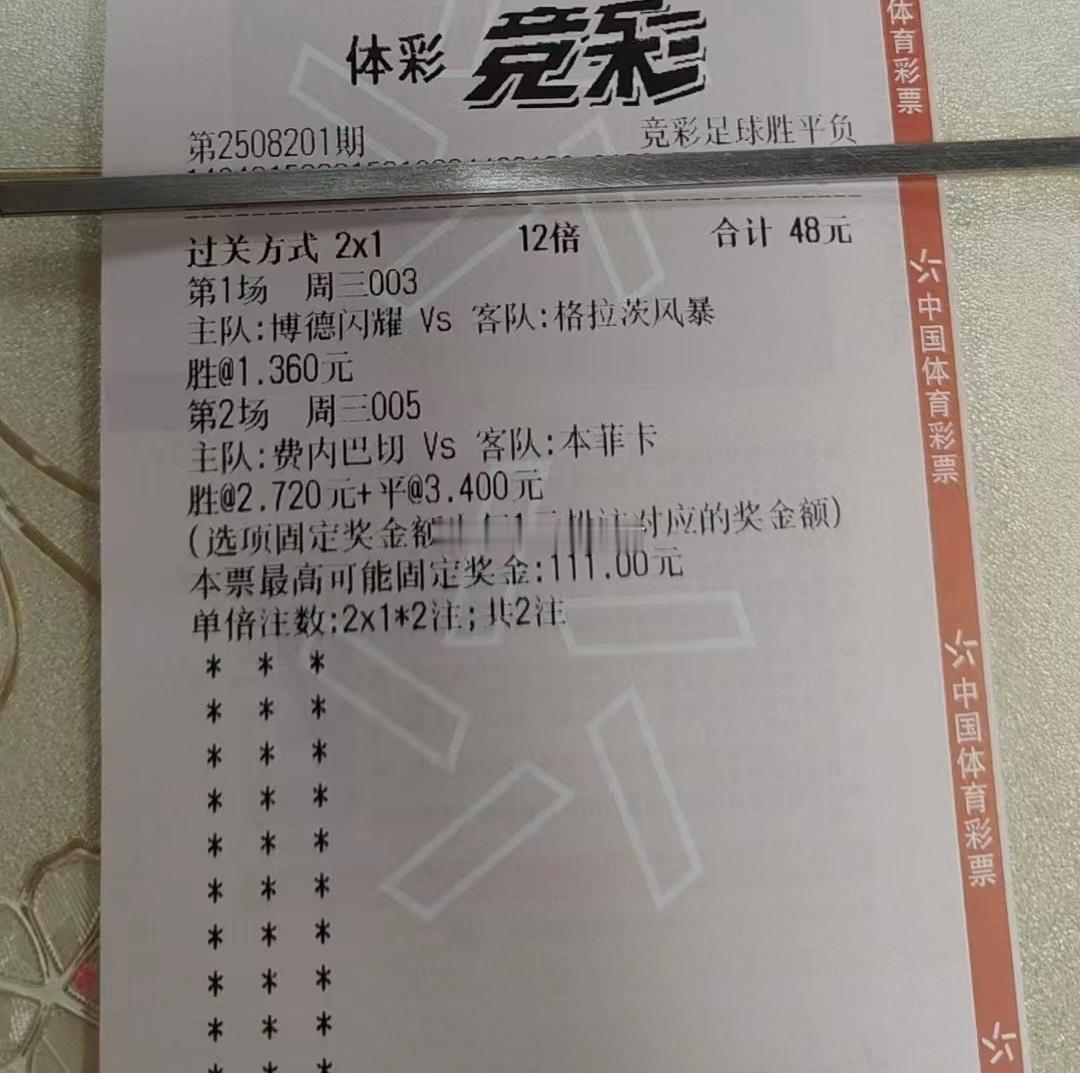 体彩 竞彩
第2508201期 竞彩足球胜平负
过关方式 2x1 12倍 合计 48元
第1场 周三003
主队:博德闪耀 Vs 客队:格拉茨风暴
胜@1.360元
第2场 周三005
主队:费内巴切 Vs 客队:本菲卡
胜@2.720元+平@3.400元
(选项固定奖金额 对应的奖金额)
本票最高可能固定奖金:111.00元
单倍注数:2x1*2注;共2注
* * *
* * *
* * *
* * *
* * *
* * *
* * *
* * *
* * *
* * *
体育彩票
中国体育彩票
中国体育彩票